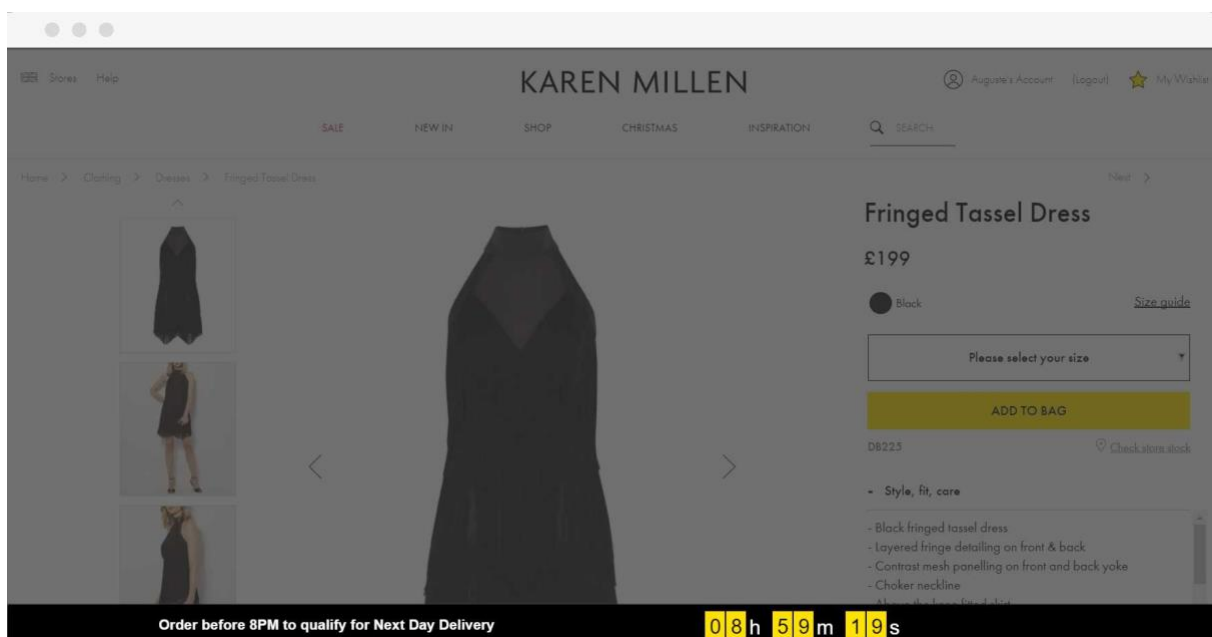 Stores Help
KAREN MILLEN
Auguste's Account (Logout) My Wishlist
SALE NEW IN SHOP CHRISTMAS INSPIRATION SEARCH
Home > Clothing > Dresses > Fringed Tassel Dress
Next >
Fringed Tassel Dress
£199
Black
Size guide
Please select your size
ADD TO BAG
DB225
Check store stock
- Style, fit, care
- Black fringed tassel dress
- Layered fringe detailing on front & back
- Contrast mesh panelling on front and back yoke
- Choker neckline
Order before 8PM to qualify for Next Day Delivery
08h 59m 19s